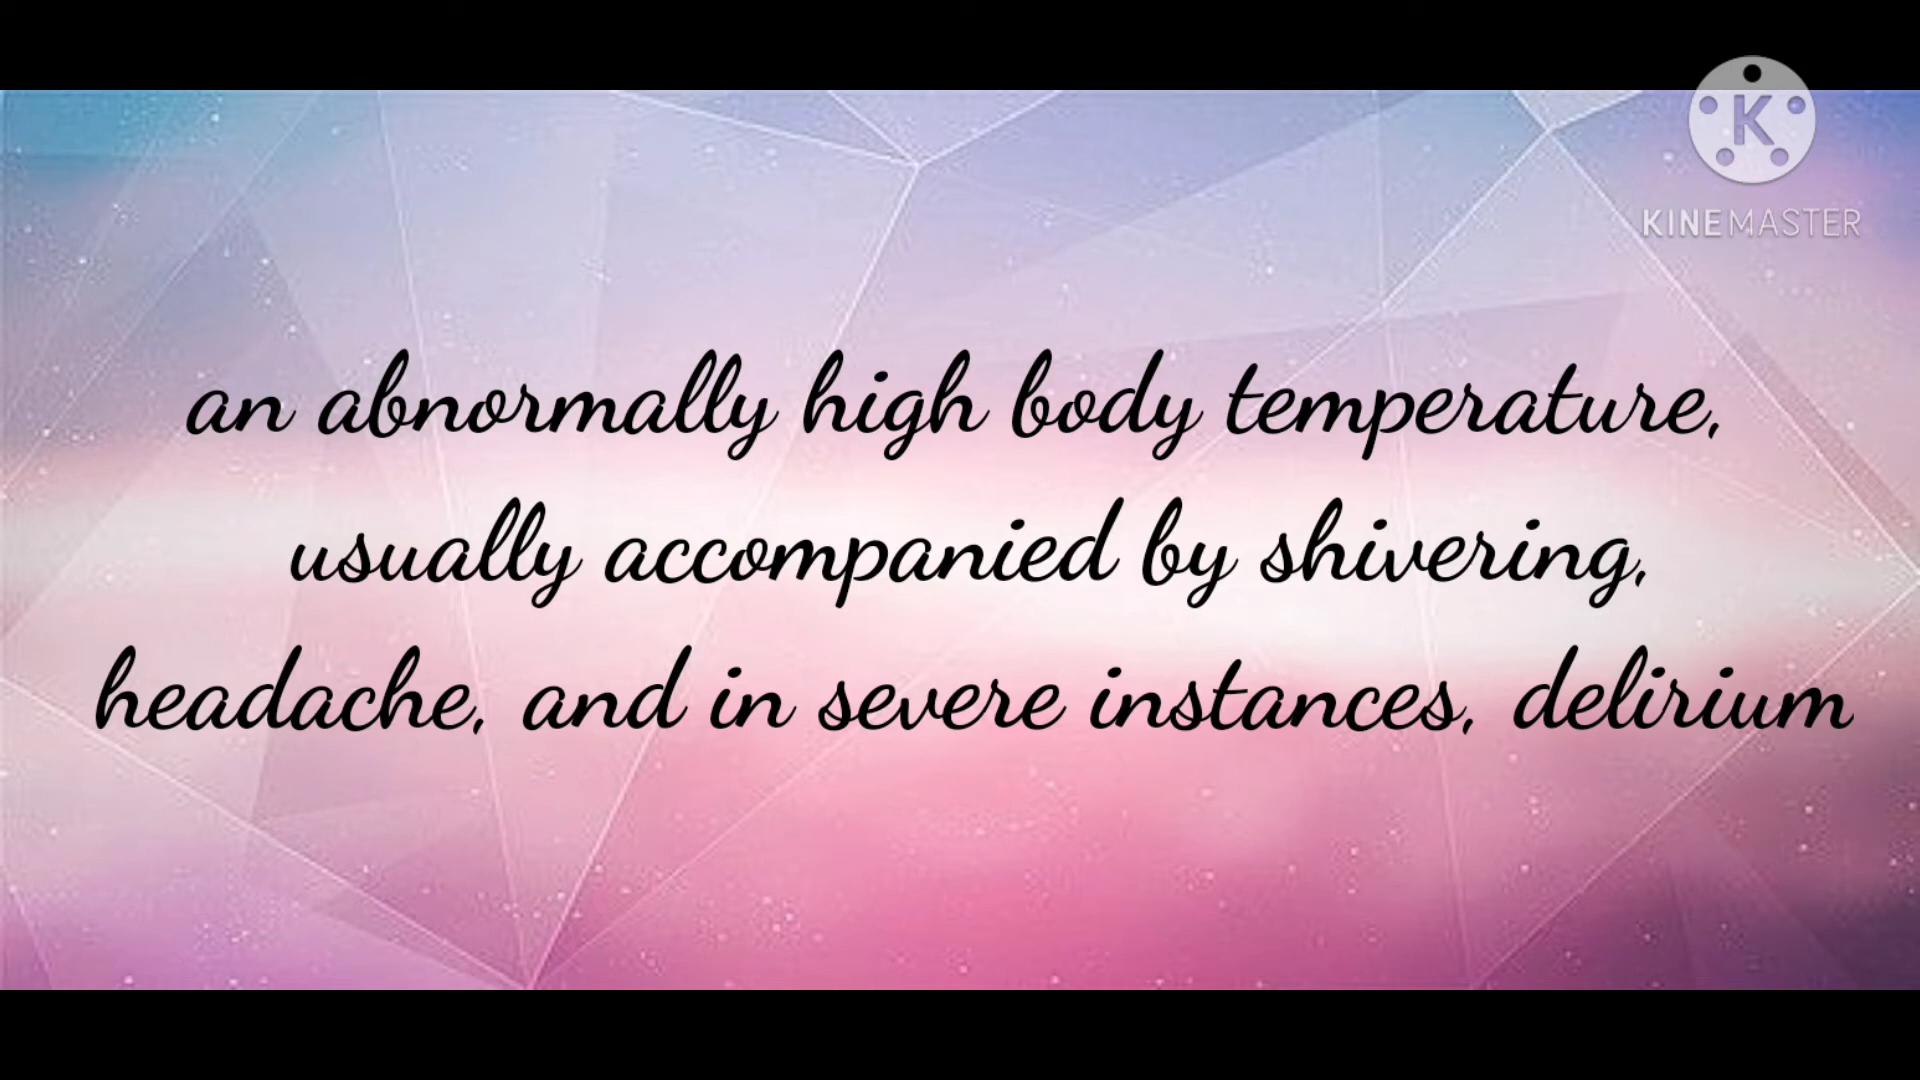 K
KINEMASTER
an abnormally high body temperature,
usually accompanied by shivering,
headache, and in severe instances, delirium